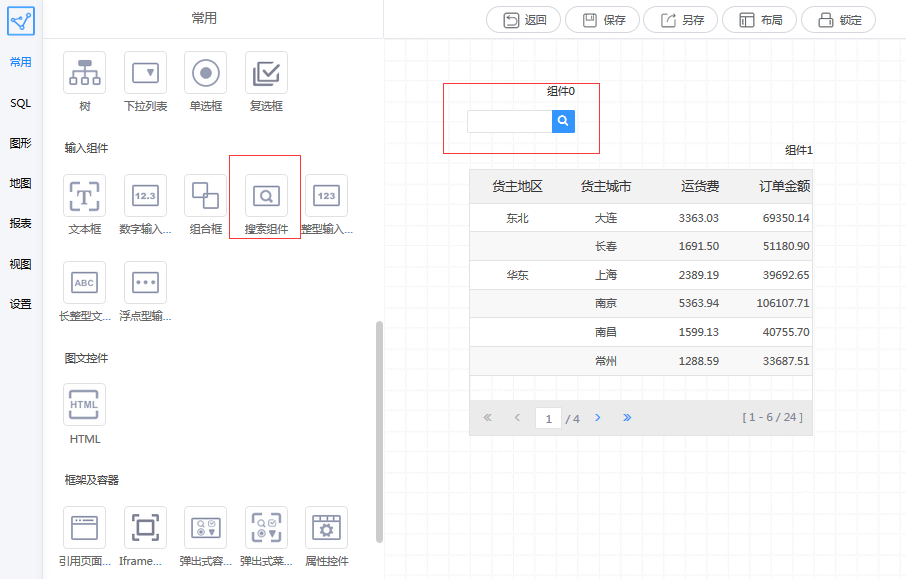 常用
返回 保存 另存 布局 锁定
常用
SQL
图形
地图
报表
视图
设置
树 下拉列表 单选框 复选框
输入组件
T 12.3 123
文本框 数字输入... 组合框 搜索组件 整型输入...
ABC
长整型文... 浮点型输...
图文控件
HTML
HTML
框架及容器
引用页面... Iframe... 弹出式容... 弹出式菜... 属性控件
组件0
组件1
货主地区 货主城市 运货费 订单金额
东北 大连 3363.03 69350.14
长春 1691.50 51180.90
华东 上海 2389.19 39692.65
南京 5363.94 106107.71
南昌 1599.13 40755.70
常州 1288.59 33687.51
« ‹ 1 / 4 › » [ 1 - 6 / 24 ]